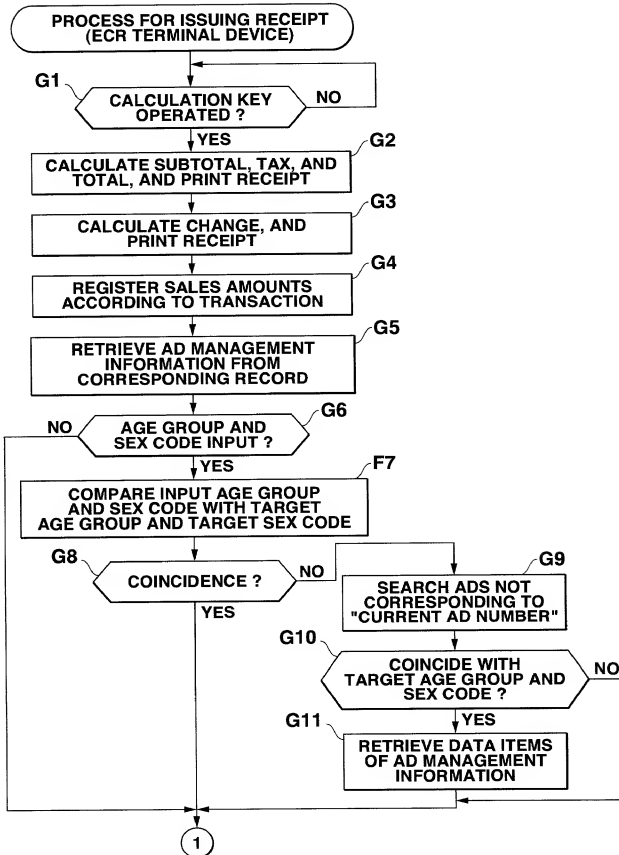 PROCESS FOR ISSUING RECEIPT
(ECR TERMINAL DEVICE)
G1
CALCULATION KEY
OPERATED ?
NO
YES
G2
CALCULATE SUBTOTAL, TAX, AND
TOTAL, AND PRINT RECEIPT
G3
CALCULATE CHANGE, AND
PRINT RECEIPT
G4
REGISTER SALES AMOUNTS
ACCORDING TO TRANSACTION
G5
RETRIEVE AD MANAGEMENT
INFORMATION FROM
CORRESPONDING RECORD
G6
NO
AGE GROUP AND
SEX CODE INPUT ?
YES
F7
COMPARE INPUT AGE GROUP
AND SEX CODE WITH TARGET
AGE GROUP AND TARGET SEX CODE
G8
COINCIDENCE ?
NO
YES
G9
SEARCH ADS NOT
CORRESPONDING TO
"CURRENT AD NUMBER"
G10
COINCIDE WITH
TARGET AGE GROUP AND
SEX CODE ?
NO
YES
G11
RETRIEVE DATA ITEMS
OF AD MANAGEMENT
INFORMATION
1